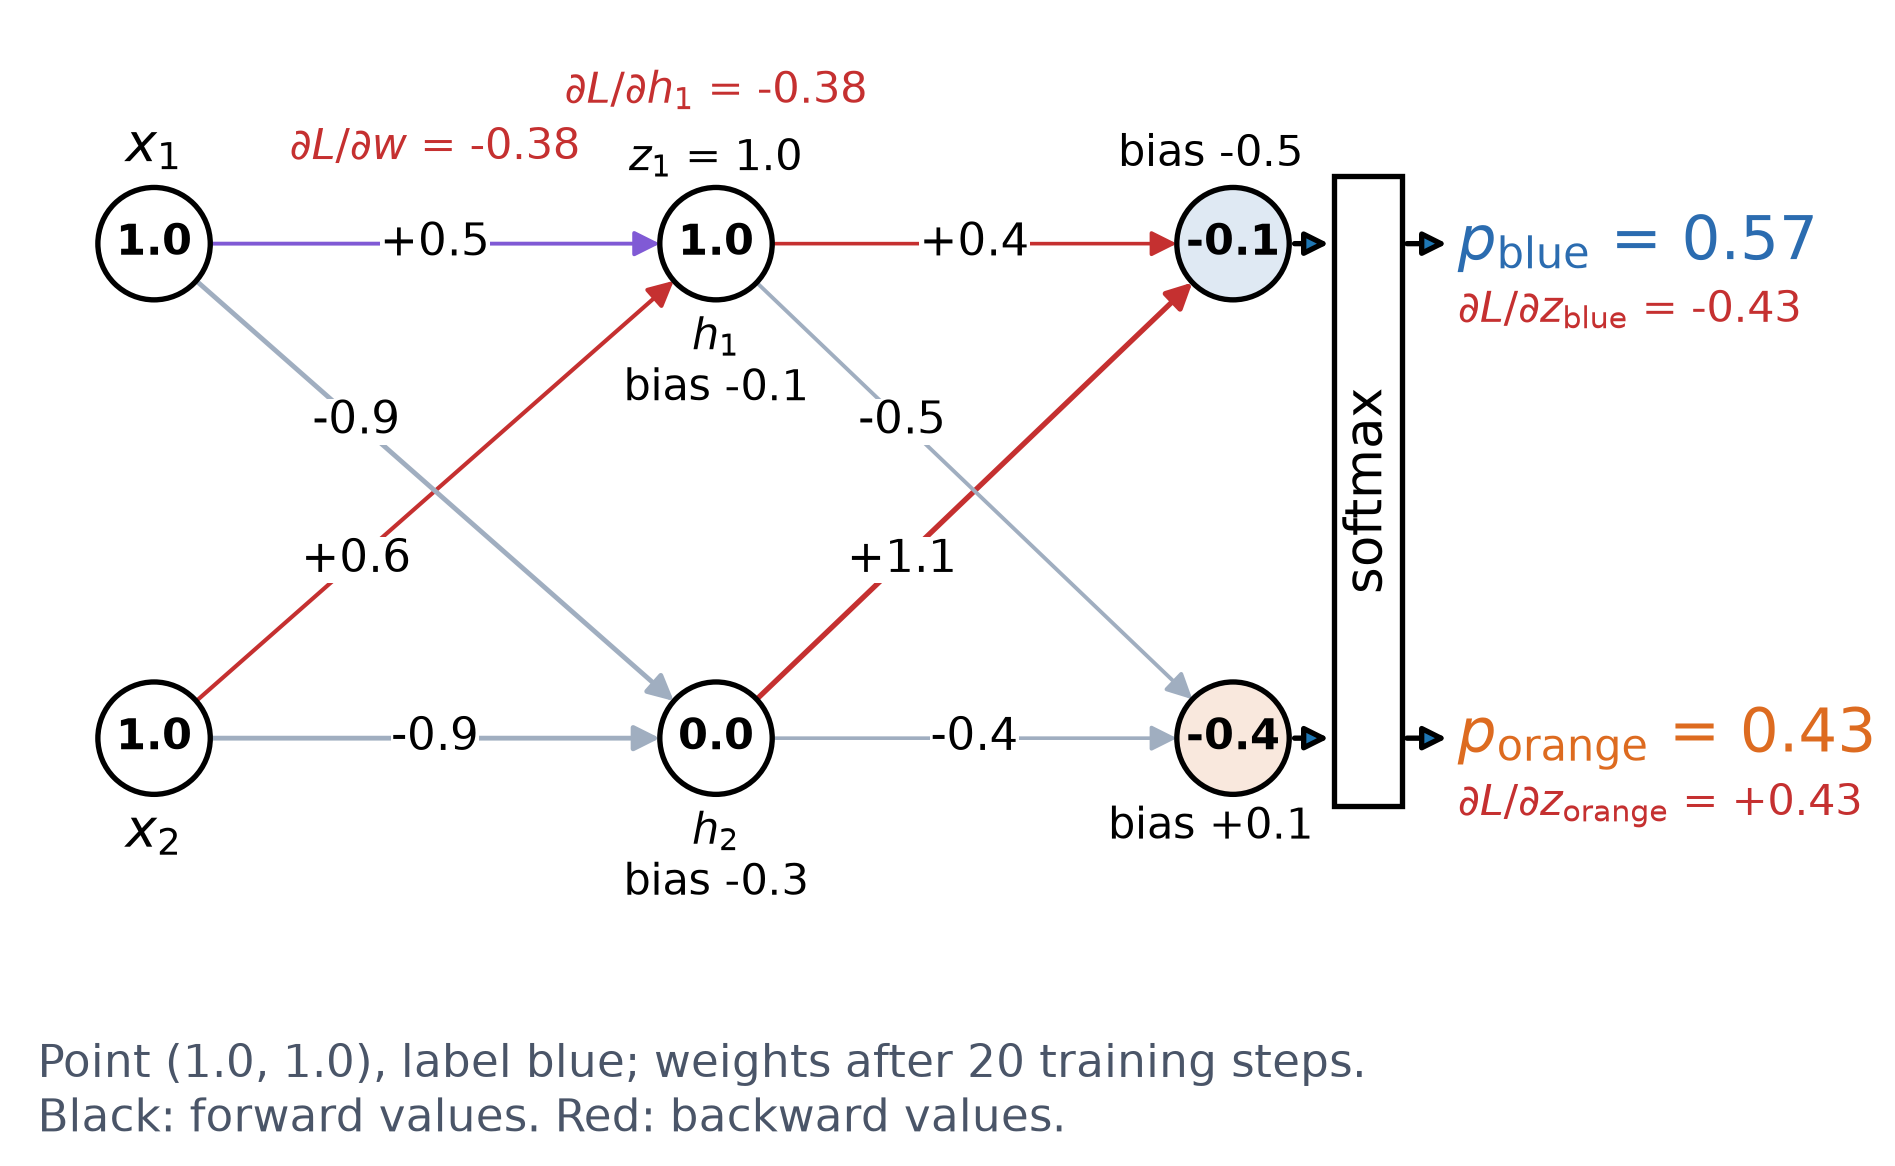 ∂L/∂h₁ = -0.38
∂L/∂w = -0.38
x₁
z₁ = 1.0
bias -0.5
1.0
+0.5
1.0
+0.4
-0.1
p_blue = 0.57
∂L/∂z_blue = -0.43
h₁
bias -0.1
-0.9
-0.5
softmax
+0.6
+1.1
1.0
-0.9
0.0
-0.4
-0.4
p_orange = 0.43
∂L/∂z_orange = +0.43
x₂
h₂
bias +0.1
bias -0.3
Point (1.0, 1.0), label blue; weights after 20 training steps.
Black: forward values. Red: backward values.